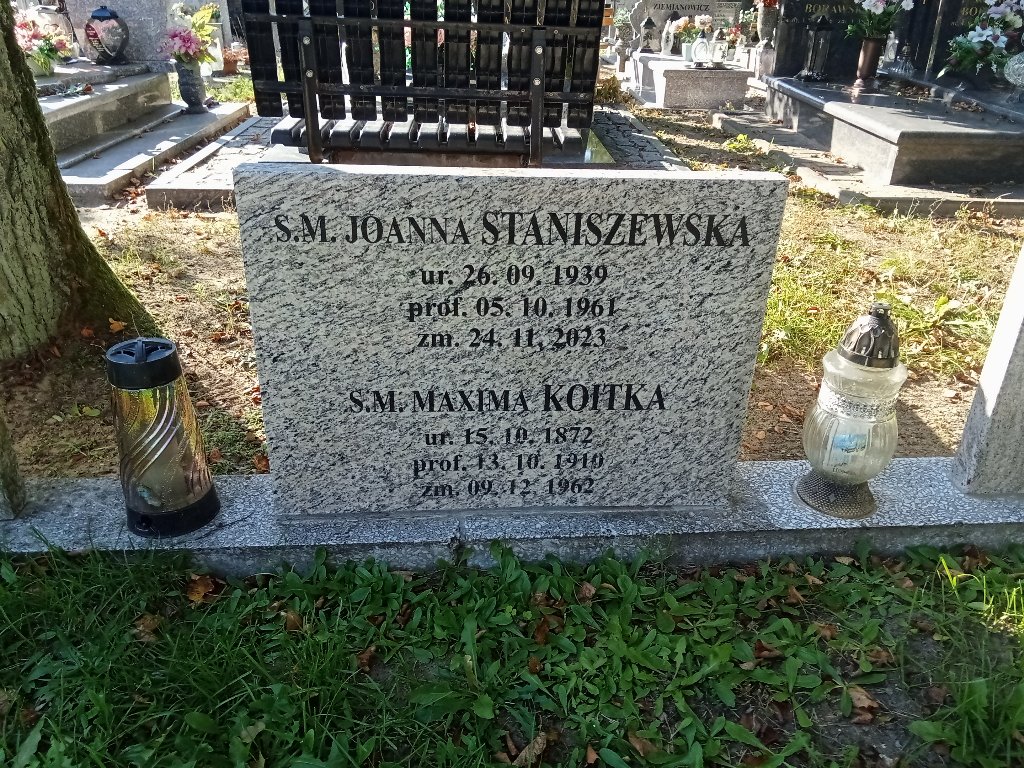 ZIEMIANOWICZ
S.M. JOANNA STANISZEWSKA
ur. 26. 09. 1939
prof. 05. 10. 1961
zm. 24. 11. 2023
S.M. MAXIMA KOITKA
ur. 15. 10. 1872
prof. 13. 10. 1910
zm. 09. 12. 1962